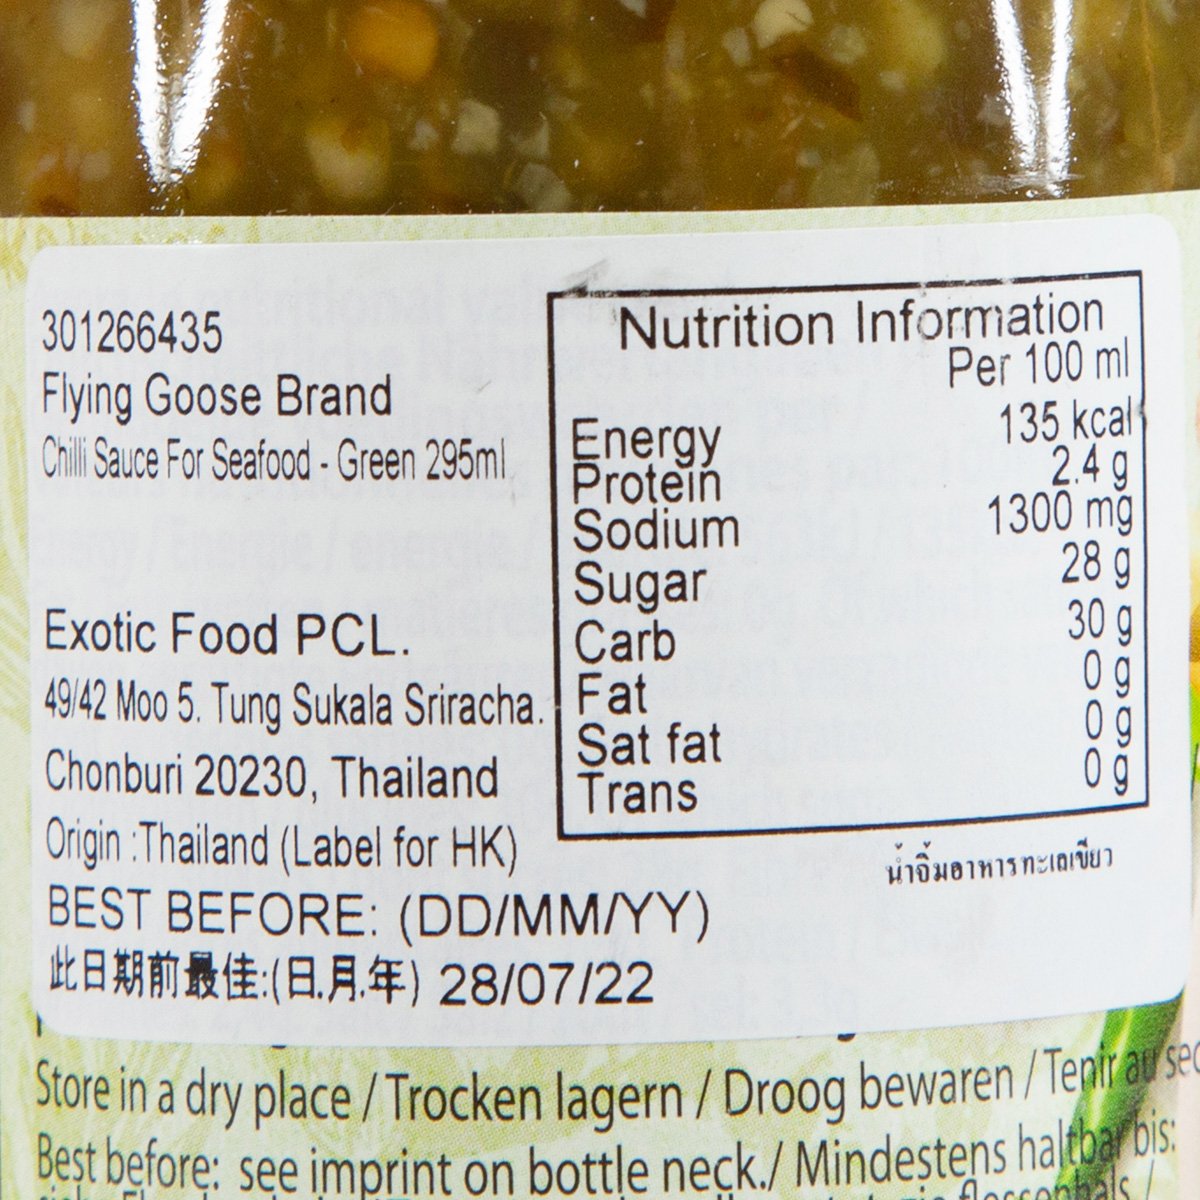 301266435
Flying Goose Brand
Chilli Sauce For Seafood - Green 295ml
Exotic Food PCL.
49/42 Moo 5. Tung Sukala Sriracha.
Chonburi 20230, Thailand
Origin :Thailand (Label for HK)
BEST BEFORE: (DD/MM/YY)
此日期前最佳:(日.月.年) 28/07/22
Nutrition Information
Per 100 ml
Energy 135 kcal
Protein 2.4 g
Sodium 1300 mg
Sugar 28 g
Carb 30 g
Fat 0 g
Sat fat 0 g
Trans 0 g
น้ำจิ้มอาหารทะเลเขียว
Store in a dry place / Trocken lagern / Droog bewaren / Tenir au sec
Best before: see imprint on bottle neck./ Mindestens haltbar bis: